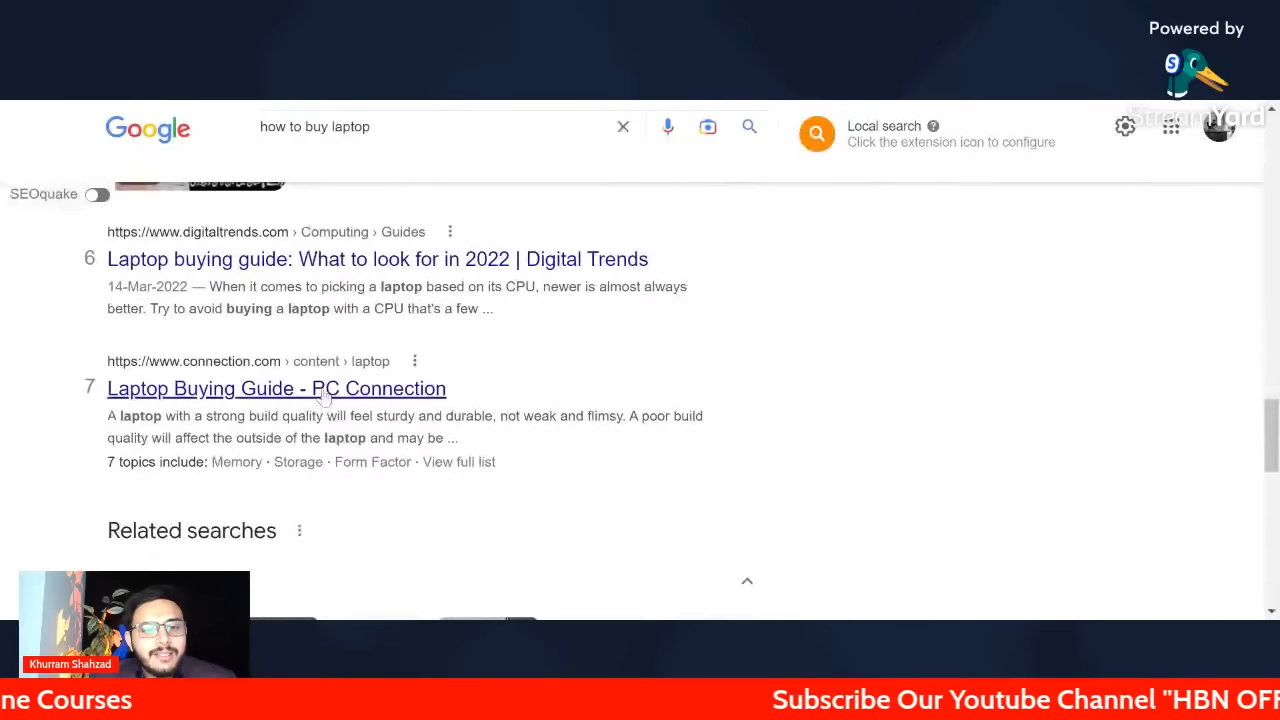 Powered by
S
StreamYard
Google
how to buy laptop
Local search
Click the extension icon to configure
SEOquake
https://www.digitaltrends.com › Computing › Guides
6
Laptop buying guide: What to look for in 2022 | Digital Trends
14-Mar-2022 — When it comes to picking a laptop based on its CPU, newer is almost always
better. Try to avoid buying a laptop with a CPU that's a few ...
https://www.connection.com › content › laptop
7
Laptop Buying Guide - PC Connection
A laptop with a strong build quality will feel sturdy and durable, not weak and flimsy. A poor build
quality will affect the outside of the laptop and may be ...
7 topics include: Memory · Storage · Form Factor · View full list
Related searches
Khurram Shahzad
ne Courses
Subscribe Our Youtube Channel "HBN OFF